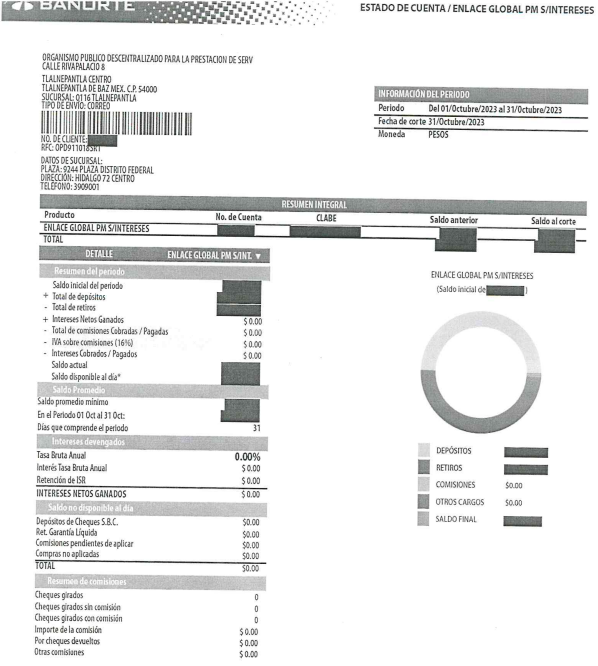 BANORTE
ESTADO DE CUENTA / ENLACE GLOBAL PM S/INTERESES
ORGANISMO PUBLICO DESCENTRALIZADO PARA LA PRESTACION DE SERV
CALLE RIVAPALACIO 8
TLALNEPANTLA CENTRO
TLALNEPANTLA DE BAZ MEX. C.P. 54000
SUCURSAL: 0116 TLALNEPANTLA
TIPO DE ENVÍO: CORREO
NO. DE CLIENTE:
RFC: OPD9110185R1
DATOS DE SUCURSAL:
PLAZA: 9244 PLAZA DISTRITO FEDERAL
DIRECCIÓN: HIDALGO 72 CENTRO
TELÉFONO: 3909001
INFORMACIÓN DEL PERIODO
Periodo Del 01/Octubre/2023 al 31/Octubre/2023
Fecha de corte 31/Octubre/2023
Moneda PESOS
RESUMEN INTEGRAL
Producto No. de Cuenta CLABE Saldo anterior Saldo al corte
ENLACE GLOBAL PM S/INTERESES
TOTAL
DETALLE ENLACE GLOBAL PM S/INT. ▼
Resumen del periodo
Saldo inicial del periodo
+ Total de depósitos
- Total de retiros
+ Intereses Netos Ganados $ 0.00
- Total de comisiones Cobradas / Pagadas $ 0.00
- IVA sobre comisiones (16%) $ 0.00
- Intereses Cobrados / Pagados $ 0.00
Saldo actual
Saldo disponible al día*
Saldo Promedio
Saldo promedio mínimo
En el Periodo 01 Oct al 31 Oct:
Días que comprende el periodo 31
Intereses devengados
Tasa Bruta Anual 0.00%
Interés Tasa Bruta Anual $ 0.00
Retención de ISR $ 0.00
INTERESES NETOS GANADOS $ 0.00
Saldo no disponible al día
Depósitos de Cheques S.B.C. $0.00
Ret. Garantía Líquida $0.00
Comisiones pendientes de aplicar $0.00
Compras no aplicadas $0.00
TOTAL $0.00
Resumen de comisiones
Cheques girados 0
Cheques girados sin comisión 0
Cheques girados con comisión 0
Importe de la comisión $ 0.00
Por cheques devueltos $ 0.00
Otras comisiones $ 0.00
ENLACE GLOBAL PM S/INTERESES
(Saldo inicial de )
DEPÓSITOS
RETIROS
COMISIONES $0.00
OTROS CARGOS $0.00
SALDO FINAL